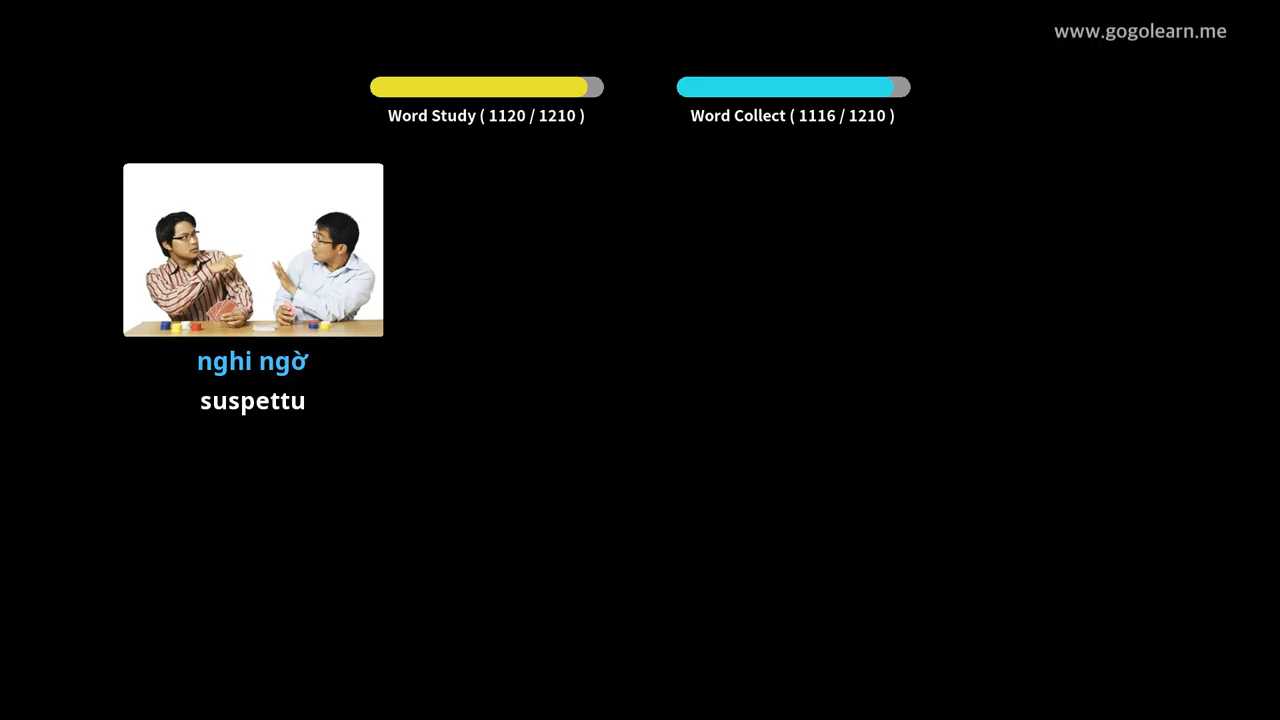 www.gogolearn.me
Word Study ( 1120 / 1210 )
Word Collect ( 1116 / 1210 )
nghi ngờ
suspettu